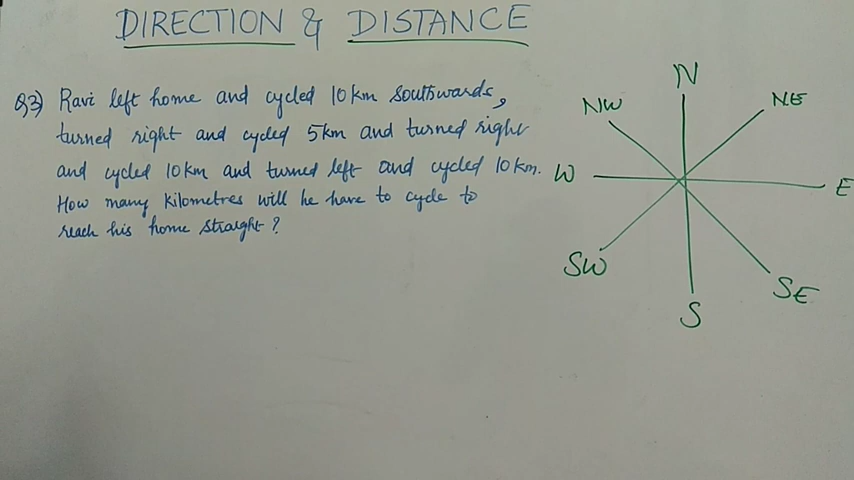 DIRECTION & DISTANCE
Q3) Ravi left home and cycled 10 km Southwards,
turned right and cycled 5km and turned right
and cycled 10 km and turned left and cycled 10 km.
How many kilometres will he have to cycle to
reach his home straight?
N
NW
NE
W
E
SW
SE
S